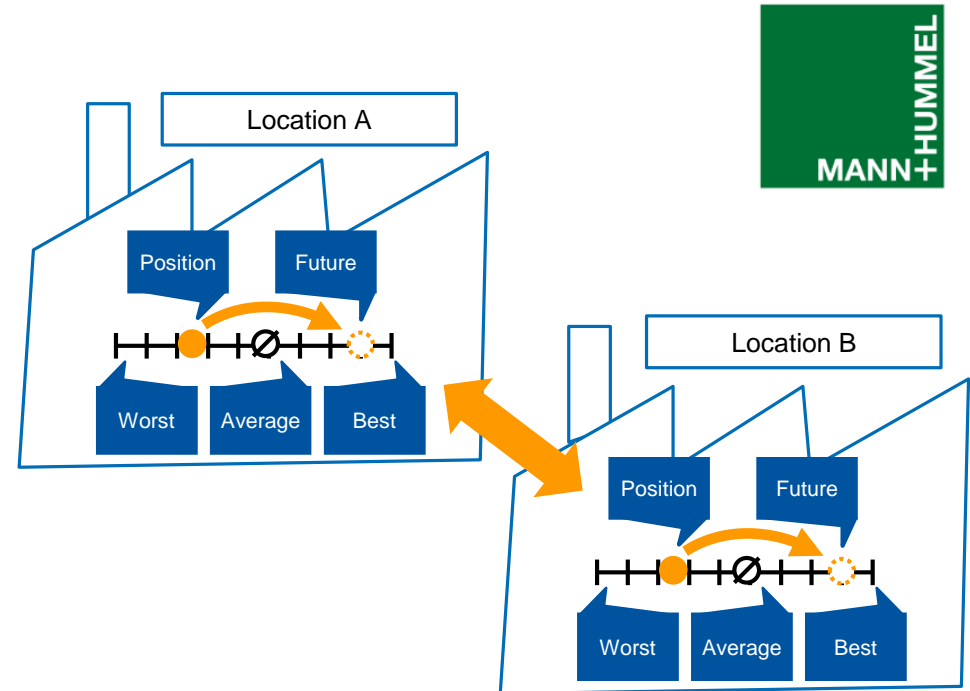 MANN+HUMMEL
Location A
Position
Future
Worst
Average
Best
Location B
Position
Future
Worst
Average
Best